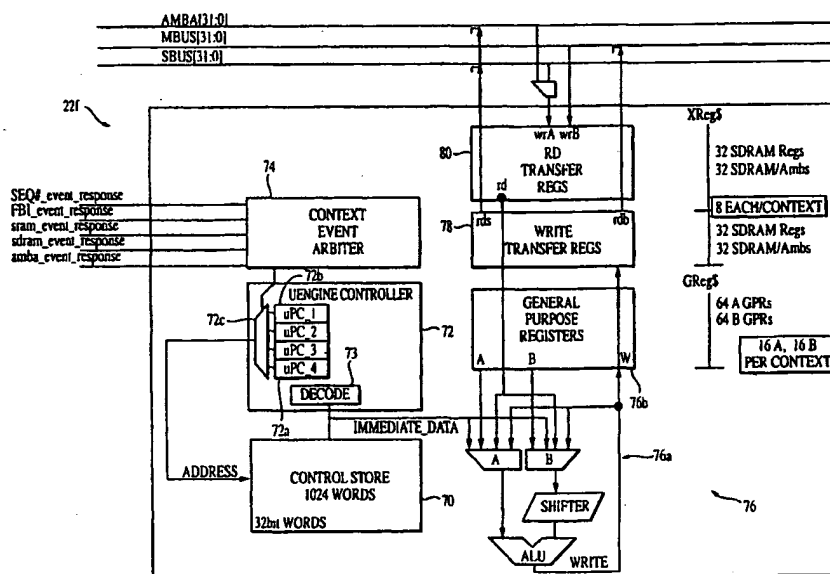 AMBA[31:0]
MBUS[31:0]
SBUS[31:0]
22f
XReg$
wrA wrB
80
RD
TRANSFER
REGS
rd
32 SDRAM Regs
32 SDRAM/Ambs
SEQ#_event_response
FBI_event_response
sram_event_response
sdram_event_response
amba_event_response
74
CONTEXT
EVENT
ARBITER
8 EACH/CONTEXT
78
rds
rdb
WRITE
TRANSFER REGS
32 SDRAM Regs
32 SDRAM/Ambs
GReg$
72b
UENGINE CONTROLLER
72c
uPC_1
uPC_2
uPC_3
uPC_4
72
73
DECODE
72a
GENERAL
PURPOSE
REGISTERS
A
B
W
64 A GPRs
64 B GPRs
16 A, 16 B
PER CONTEXT
76b
IMMEDIATE_DATA
ADDRESS
CONTROL STORE
1024 WORDS
32bit WORDS
70
A
B
76a
SHIFTER
76
ALU
WRITE